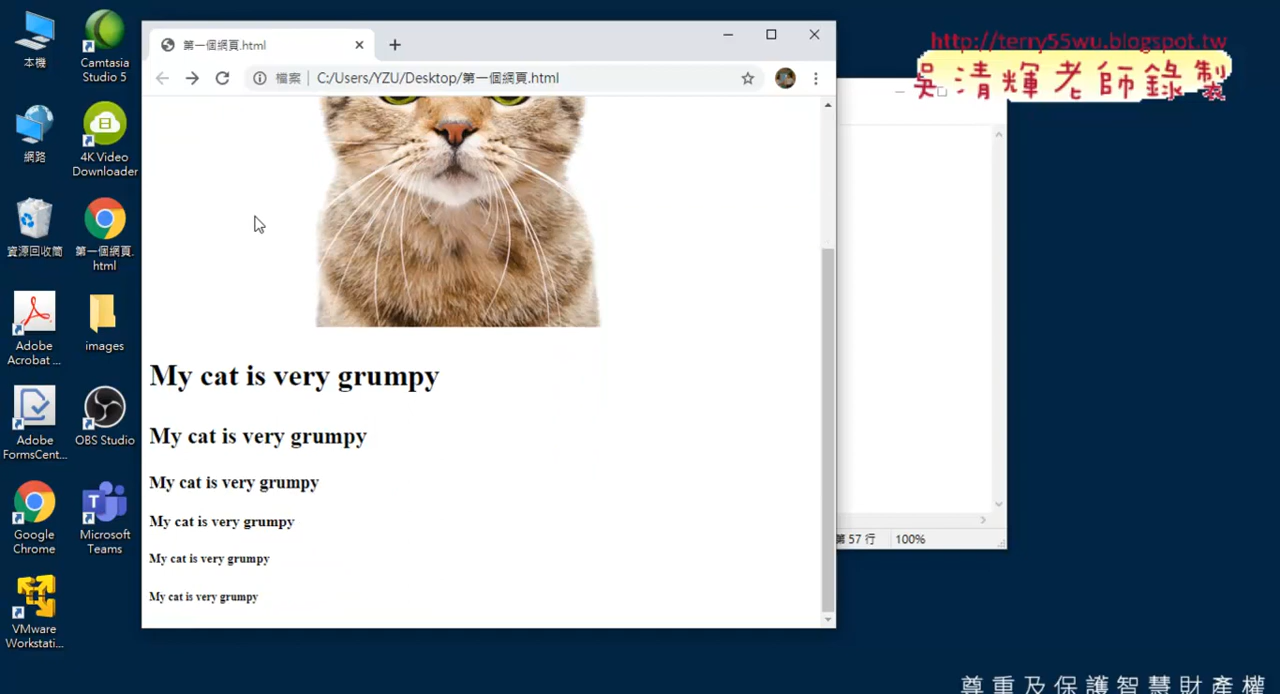 本機
Camtasia
Studio 5
網路
4K Video
Downloader
資源回收筒
第一個網頁.
html
Adobe
Acrobat ...
images
Adobe
FormsCent...
OBS Studio
Google
Chrome
Microsoft
Teams
VMware
Workstati...
第一個網頁.html
檔案
C:/Users/YZU/Desktop/第一個網頁.html
My cat is very grumpy
My cat is very grumpy
My cat is very grumpy
My cat is very grumpy
My cat is very grumpy
My cat is very grumpy
http://terry55wu.blogspot.tw
吳清輝老師錄製
第 57 行
100%
尊重及保護智慧財產權